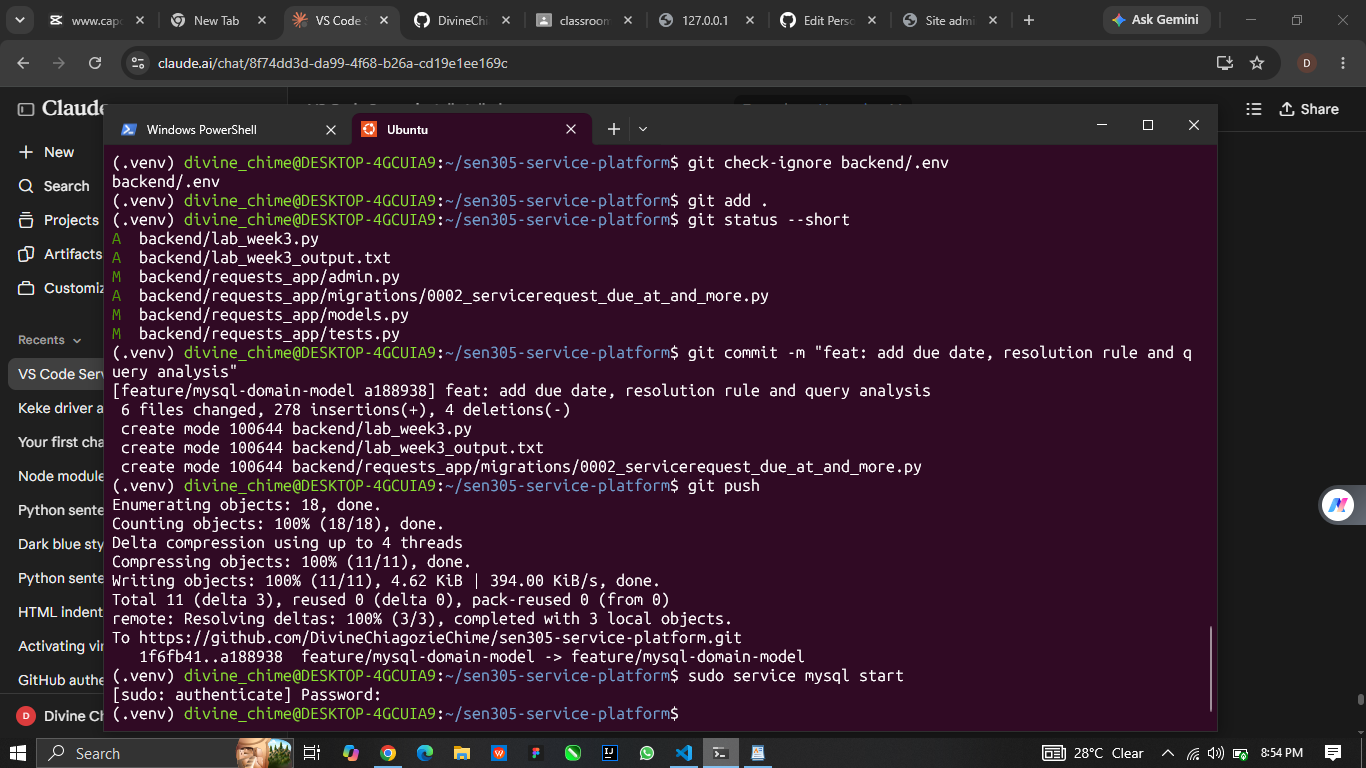 www.capc
New Tab
VS Code S
DivineChi
classroom
127.0.0.1
Edit Perso
Site admi
Ask Gemini
claude.ai/chat/8f74dd3d-da99-4f68-b26a-cd19e1ee169c
D
Claude
Share
New
Search
Projects
Artifacts
Customiz
Recents
VS Code Serv
Keke driver a
Your first cha
Node module
Python sente
Dark blue sty
Python sente
HTML indent
Activating vir
GitHub authe
D
Divine Ch
Windows PowerShell
Ubuntu
(.venv) divine_chime@DESKTOP-4GCUIA9:~/sen305-service-platform$ git check-ignore backend/.env
backend/.env
(.venv) divine_chime@DESKTOP-4GCUIA9:~/sen305-service-platform$ git add .
(.venv) divine_chime@DESKTOP-4GCUIA9:~/sen305-service-platform$ git status --short
A  backend/lab_week3.py
A  backend/lab_week3_output.txt
M  backend/requests_app/admin.py
A  backend/requests_app/migrations/0002_servicerequest_due_at_and_more.py
M  backend/requests_app/models.py
M  backend/requests_app/tests.py
(.venv) divine_chime@DESKTOP-4GCUIA9:~/sen305-service-platform$ git commit -m "feat: add due date, resolution rule and q
uery analysis"
[feature/mysql-domain-model a188938] feat: add due date, resolution rule and query analysis
 6 files changed, 278 insertions(+), 4 deletions(-)
 create mode 100644 backend/lab_week3.py
 create mode 100644 backend/lab_week3_output.txt
 create mode 100644 backend/requests_app/migrations/0002_servicerequest_due_at_and_more.py
(.venv) divine_chime@DESKTOP-4GCUIA9:~/sen305-service-platform$ git push
Enumerating objects: 18, done.
Counting objects: 100% (18/18), done.
Delta compression using up to 4 threads
Compressing objects: 100% (11/11), done.
Writing objects: 100% (11/11), 4.62 KiB | 394.00 KiB/s, done.
Total 11 (delta 3), reused 0 (delta 0), pack-reused 0 (from 0)
remote: Resolving deltas: 100% (3/3), completed with 3 local objects.
To https://github.com/DivineChiagozieChime/sen305-service-platform.git
   1f6fb41..a188938  feature/mysql-domain-model -> feature/mysql-domain-model
(.venv) divine_chime@DESKTOP-4GCUIA9:~/sen305-service-platform$ sudo service mysql start
[sudo: authenticate] Password:
(.venv) divine_chime@DESKTOP-4GCUIA9:~/sen305-service-platform$
Search
28°C Clear
8:54 PM